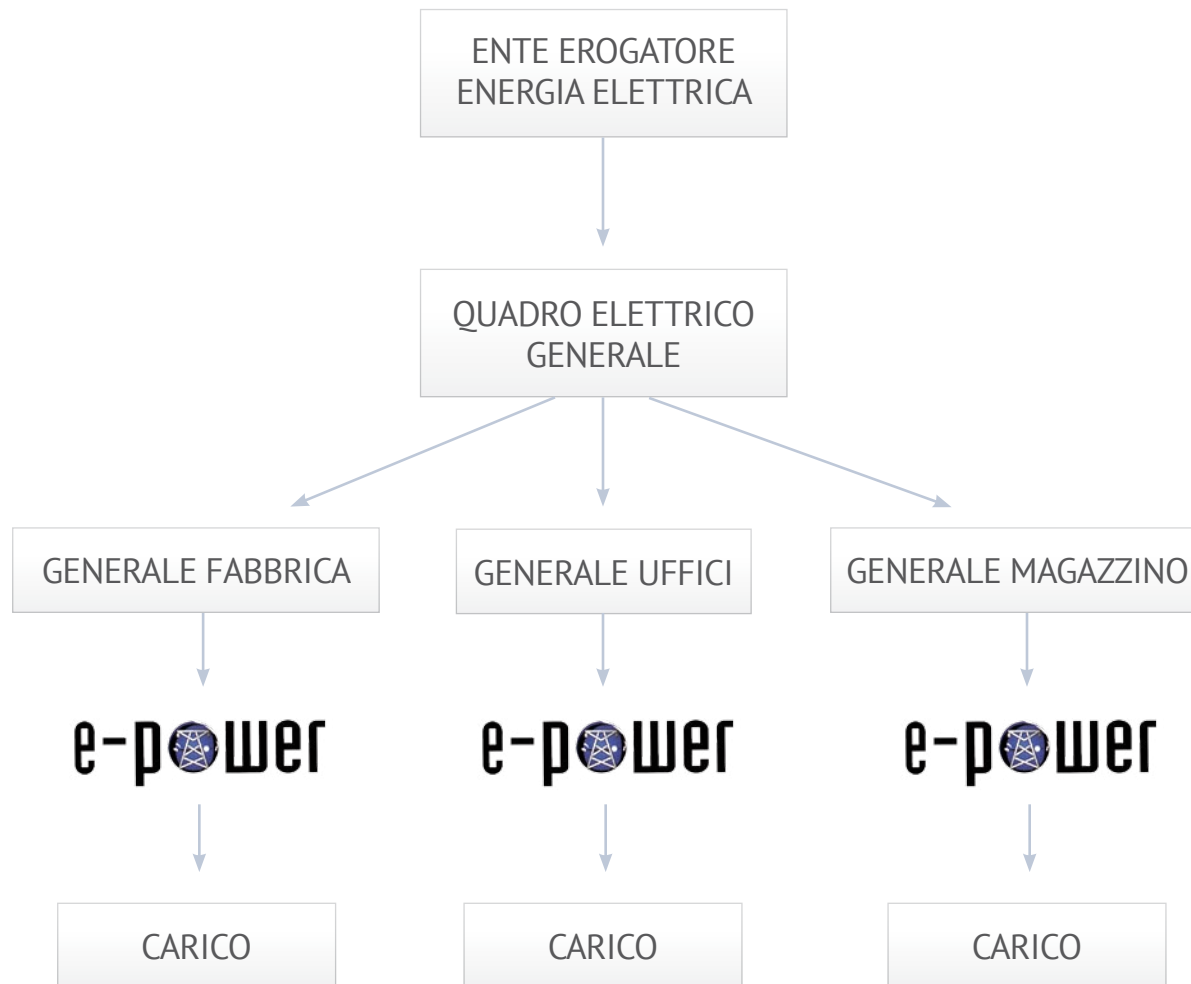 ENTE EROGATORE
ENERGIA ELETTRICA
QUADRO ELETTRICO
GENERALE
GENERALE FABBRICA
GENERALE UFFICI
GENERALE MAGAZZINO
e-power
e-power
e-power
CARICO
CARICO
CARICO